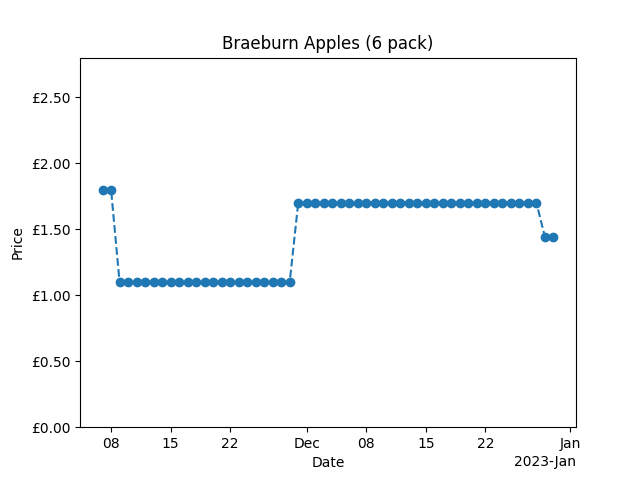 Braeburn Apples (6 pack)
£2.50
£2.00
£1.50
£1.00
£0.50
£0.00
Price
08 15 22 Dec 08 15 22 Jan
Date
2023-Jan